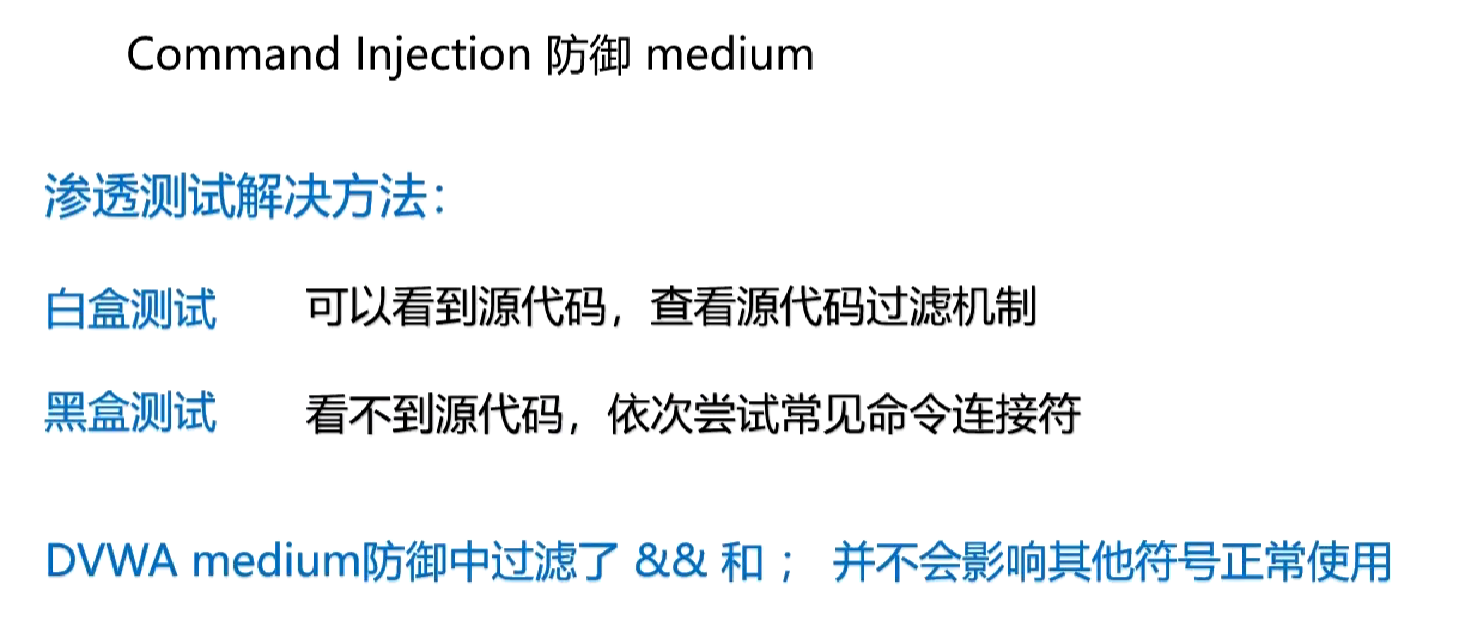 Command Injection 防御 medium
渗透测试解决方法：
白盒测试 可以看到源代码，查看源代码过滤机制
黑盒测试 看不到源代码，依次尝试常见命令连接符
DVWA medium防御中过滤了 && 和 ； 并不会影响其他符号正常使用